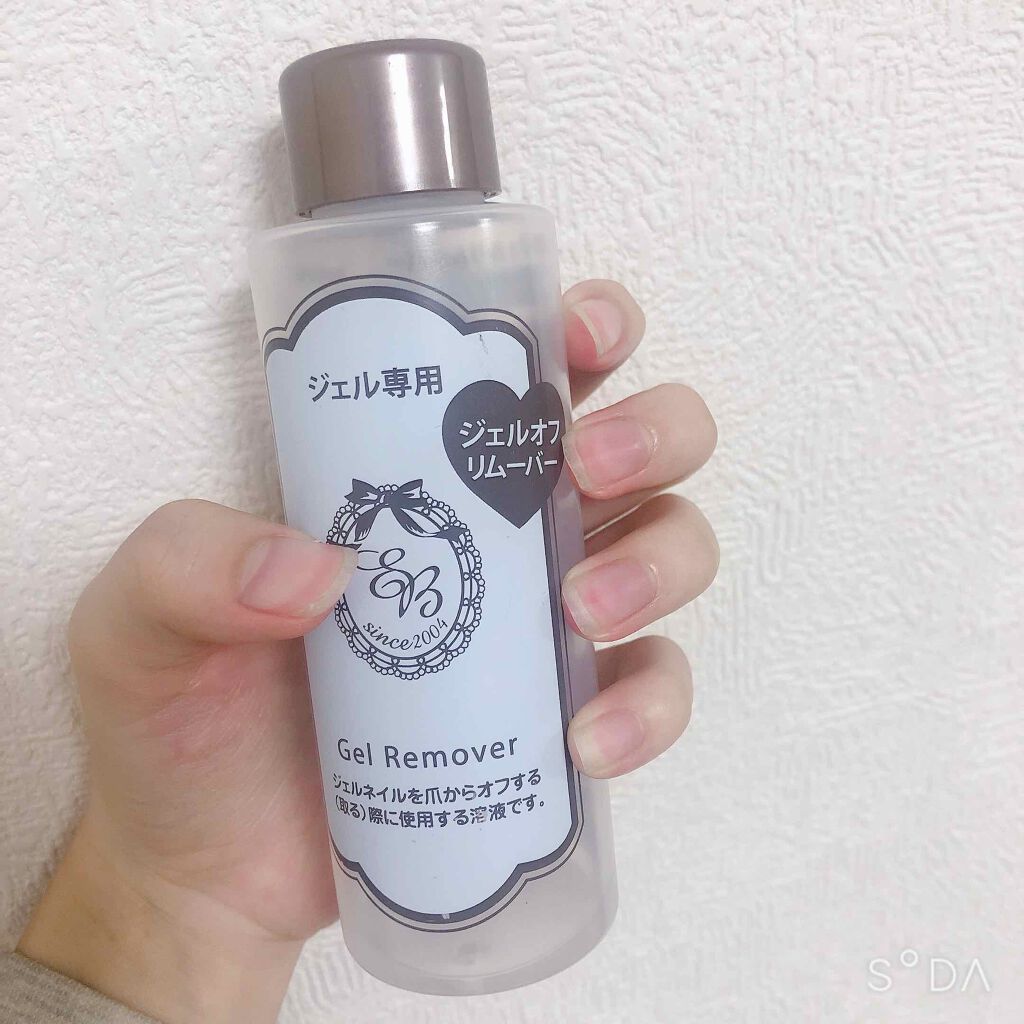 ジェル専用
ジェルオフ
リムーバー
EB
since2004
Gel Remover
ジェルネイルを爪からオフする
(取る)際に使用する溶液です。
SODA